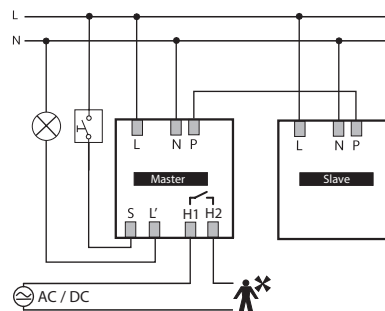 L
N
L N P
L N P
Master
Slave
S L' H1 H2
AC / DC